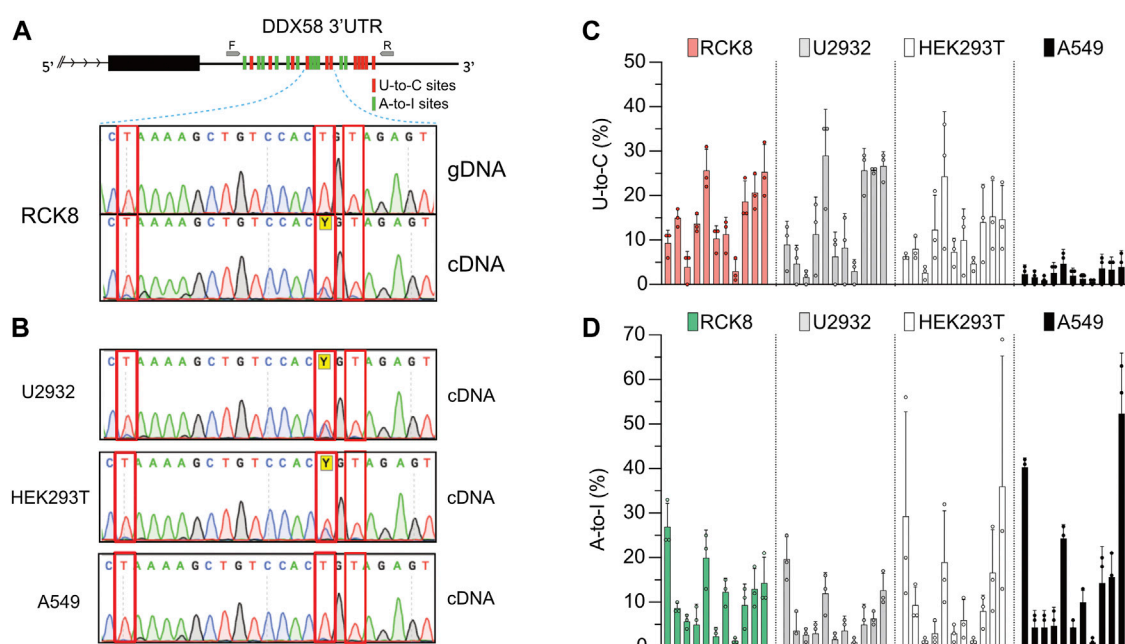 A
DDX58 3'UTR
F
R
5'
3'
U-to-C sites
A-to-I sites
C T A A A A G C T G T C C A C T G T A G A G T
gDNA
RCK8
C T A A A A G C T G T C C A C Y G T A G A G T
cDNA
B
C T A A A A G C T G T C C A C Y G T A G A G T
U2932
cDNA
C T A A A A G C T G T C C A C Y G T A G A G T
HEK293T
cDNA
C T A A A A G C T G T C C A C T G T A G A G T
A549
cDNA
C
RCK8
U2932
HEK293T
A549
U-to-C (%)
50
40
30
20
10
0
D
RCK8
U2932
HEK293T
A549
A-to-I (%)
70
60
50
40
30
20
10
0